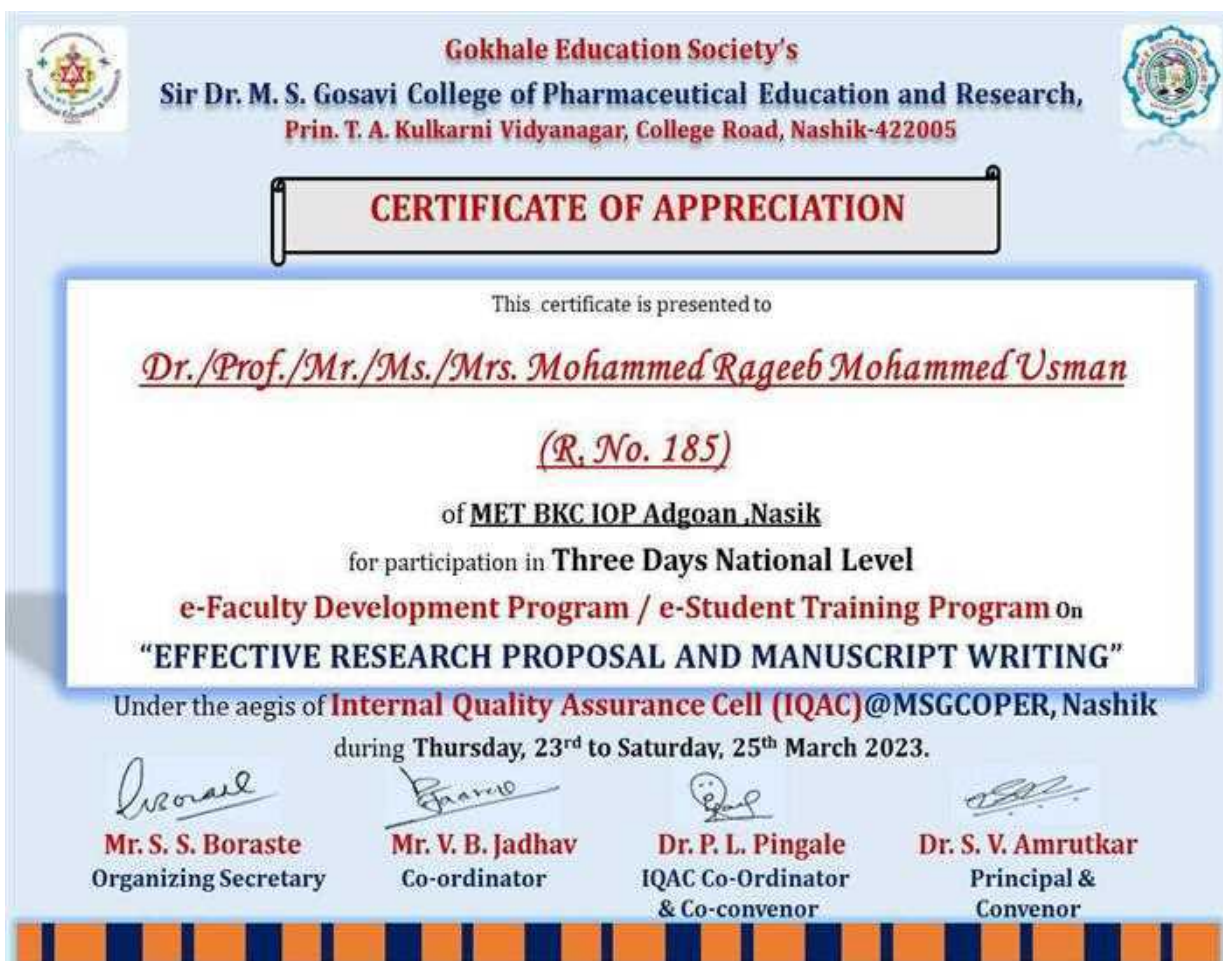 Gokhale Education Society's
Sir Dr. M. S. Gosavi College of Pharmaceutical Education and Research,
Prin. T. A. Kulkarni Vidyanagar, College Road, Nashik-422005
CERTIFICATE OF APPRECIATION
This certificate is presented to
Dr./Prof./Mr./Ms./Mrs. Mohammed Rageeb Mohammed Usman
(R. No. 185)
of MET BKC IOP Adgoan ,Nasik
for participation in Three Days National Level
e-Faculty Development Program / e-Student Training Program On
“EFFECTIVE RESEARCH PROPOSAL AND MANUSCRIPT WRITING”
Under the aegis of Internal Quality Assurance Cell (IQAC)@MSGCOPER, Nashik
during Thursday, 23rd to Saturday, 25th March 2023.
Mr. S. S. Boraste
Organizing Secretary
Mr. V. B. Jadhav
Co-ordinator
Dr. P. L. Pingale
IQAC Co-Ordinator
& Co-convenor
Dr. S. V. Amrutkar
Principal &
Convenor